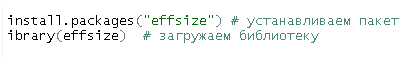 install.packages("effsize") # устанавливаем пакет
ibrary(effsize)  # загружаем библиотеку